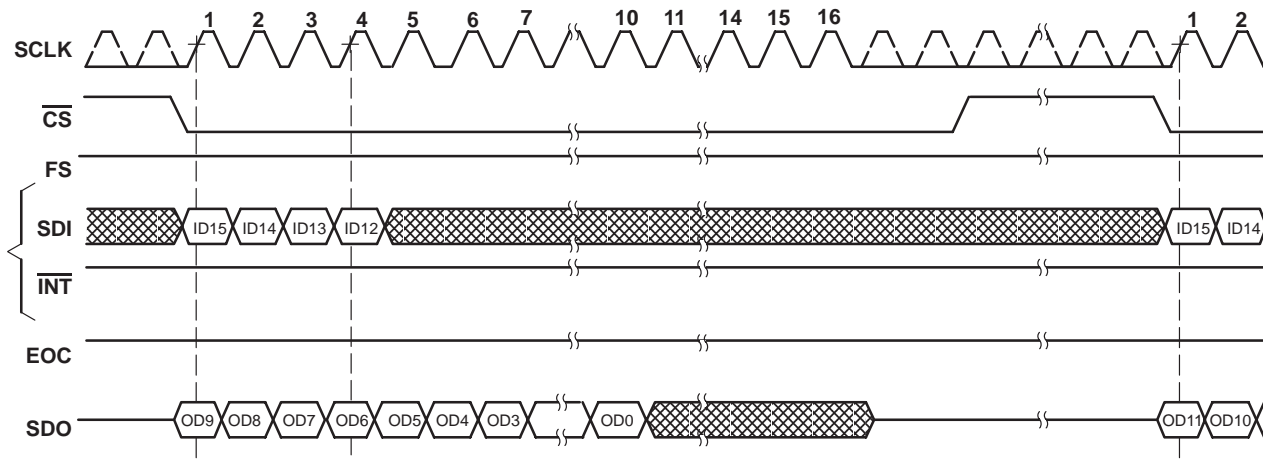 1 2 3 4 5 6 7 10 11 14 15 16 1 2
SCLK
CS
FS
SDI ID15 ID14 ID13 ID12 ID15 ID14
INT
EOC
SDO OD9 OD8 OD7 OD6 OD5 OD4 OD3 OD0 OD11 OD10